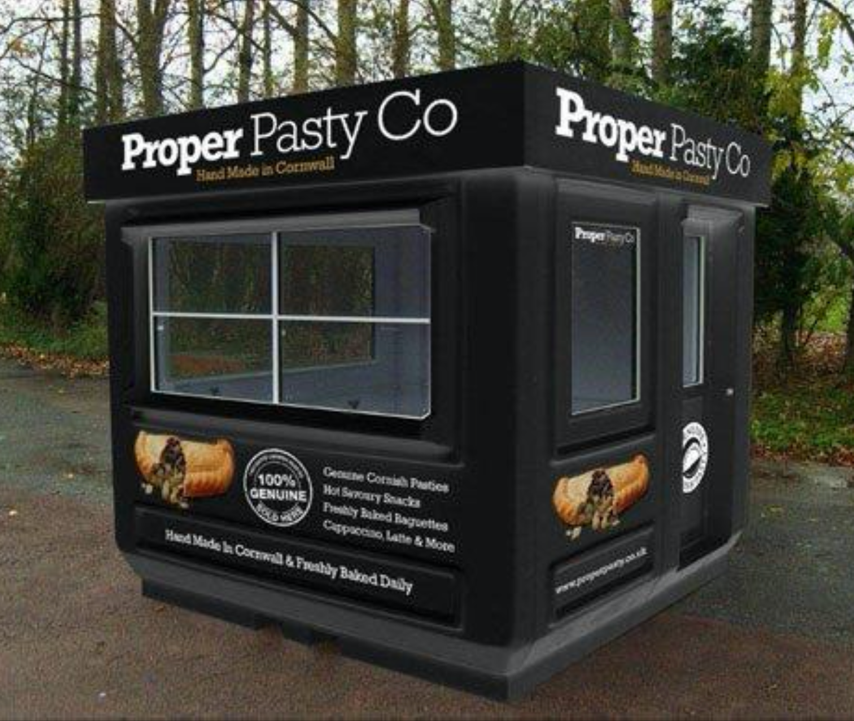 Proper Pasty Co
Hand Made in Cornwall
Proper Pasty Co
Hand Made in Cornwall
Proper Pasty Co
100%
GENUINE
SOLD HERE
Genuine Cornish Pasties
Hot Savoury Snacks
Freshly Baked Baguettes
Cappuccino, Latte & More
Hand Made In Cornwall & Freshly Baked Daily
www.properpasty.co.uk